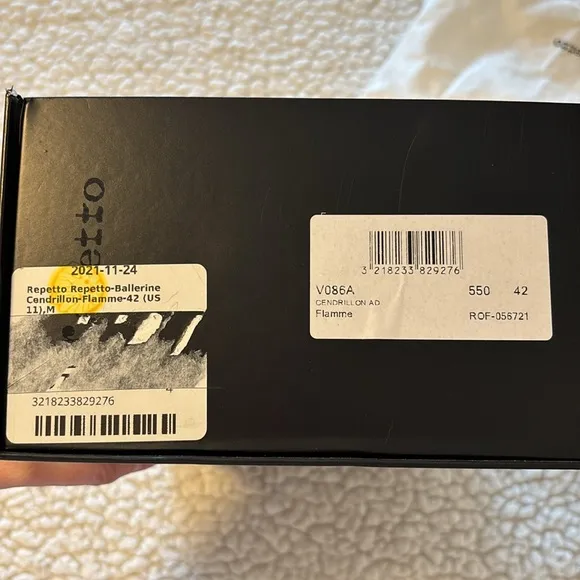 etto
2021-11-24
Repetto Repetto-Ballerine
Cendrillon-Flamme-42 (US
11),M
3218233829276
3 218233 829276
V086A 550 42
CENDRILLON AD
Flamme ROF-056721